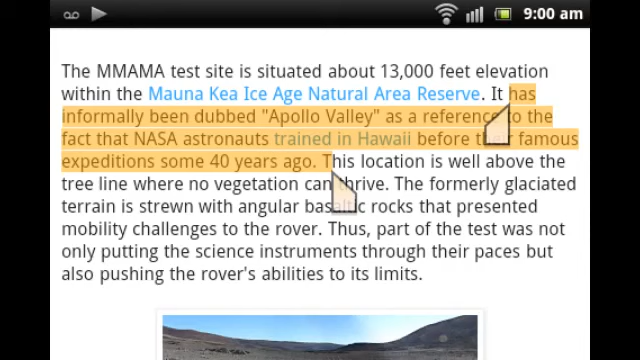 9:00 am
The MMAMA test site is situated about 13,000 feet elevation
within the Mauna Kea Ice Age Natural Area Reserve. It has
informally been dubbed "Apollo Valley" as a reference to the
fact that NASA astronauts trained in Hawaii before their famous
expeditions some 40 years ago. This location is well above the
tree line where no vegetation can thrive. The formerly glaciated
terrain is strewn with angular basaltic rocks that presented
mobility challenges to the rover. Thus, part of the test was not
only putting the science instruments through their paces but
also pushing the rover's abilities to its limits.